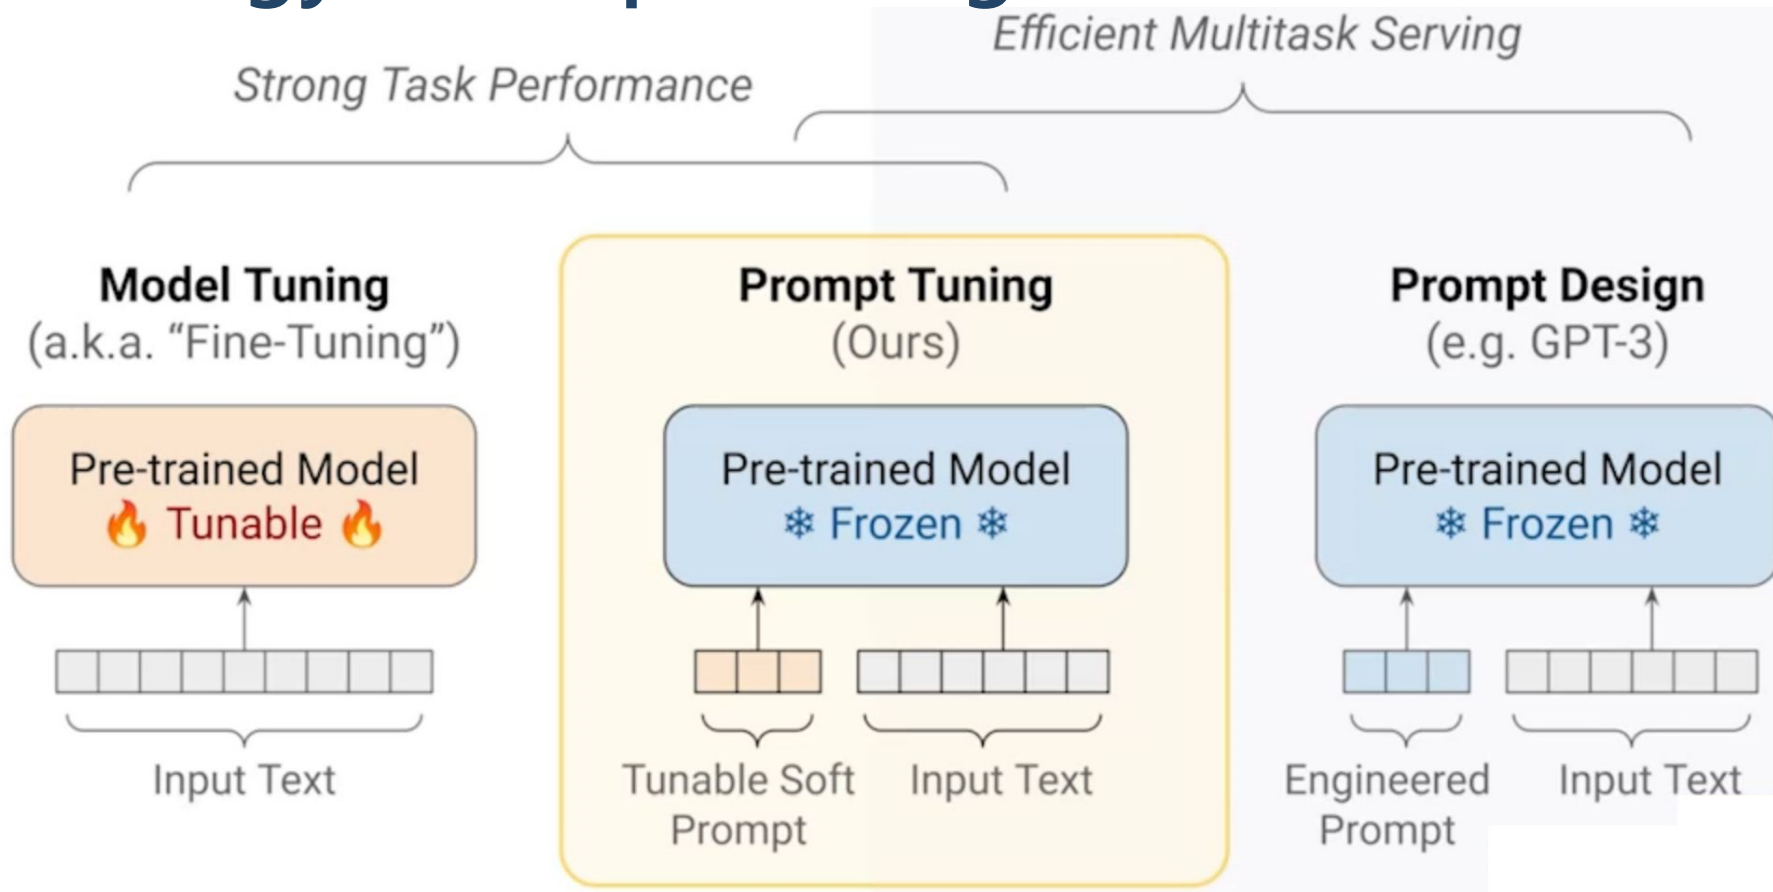 Efficient Multitask Serving
Strong Task Performance
Model Tuning
(a.k.a. “Fine-Tuning”)
Pre-trained Model
🔥 Tunable 🔥
Input Text
Prompt Tuning
(Ours)
Pre-trained Model
❄ Frozen ❄
Tunable Soft
Prompt
Input Text
Prompt Design
(e.g. GPT-3)
Pre-trained Model
❄ Frozen ❄
Engineered
Prompt
Input Text